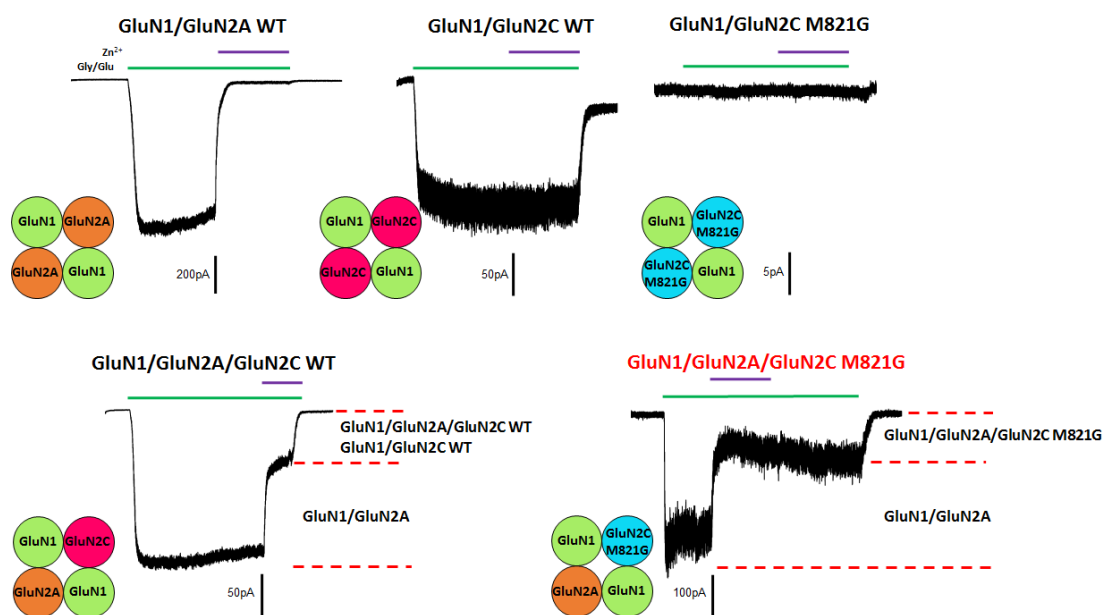 GluN1/GluN2A WT
GluN1/GluN2C WT
GluN1/GluN2C M821G
Zn²⁺
Gly/Glu
GluN1
GluN2A
GluN2A
GluN1
200pA
GluN1
GluN2C
GluN2C
GluN1
50pA
GluN1
GluN2C
M821G
GluN2C
M821G
GluN1
5pA
GluN1/GluN2A/GluN2C WT
GluN1/GluN2A/GluN2C WT
GluN1/GluN2C WT
GluN1/GluN2A
GluN1
GluN2C
GluN2A
GluN1
50pA
GluN1/GluN2A/GluN2C M821G
GluN1/GluN2A/GluN2C M821G
GluN1/GluN2A
GluN1
GluN2C
M821G
GluN2A
GluN1
100pA